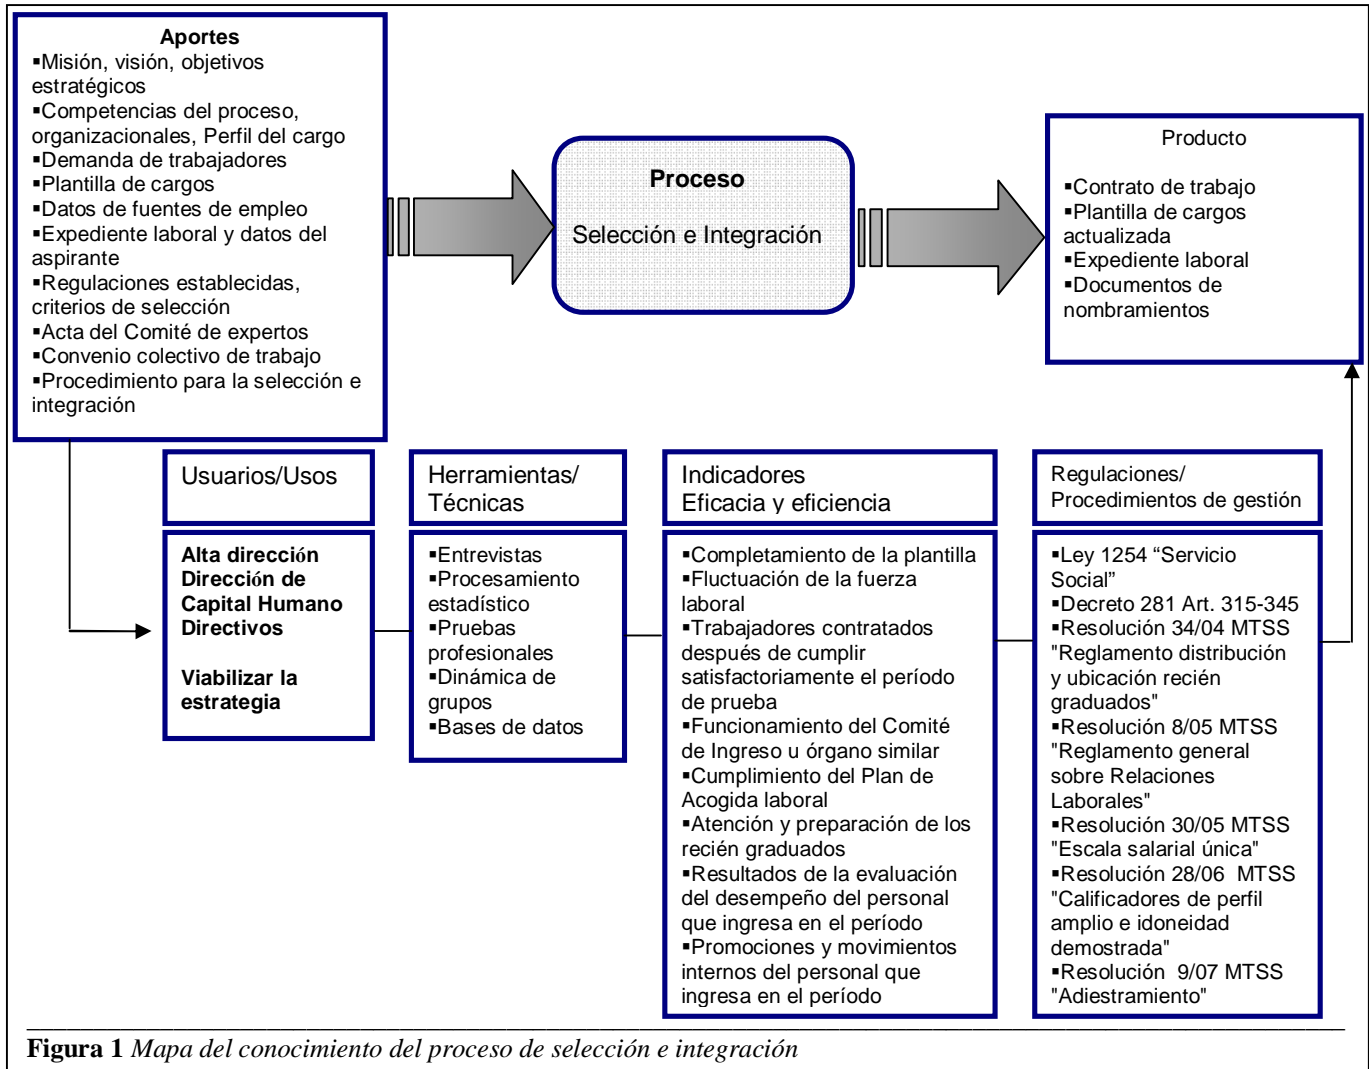 Aportes
▪Misión, visión, objetivos
estratégicos
▪Competencias del proceso,
organizacionales, Perfil del cargo
▪Demanda de trabajadores
▪Plantilla de cargos
▪Datos de fuentes de empleo
▪Expediente laboral y datos del
aspirante
▪Regulaciones establecidas,
criterios de selección
▪Acta del Comité de expertos
▪Convenio colectivo de trabajo
▪Procedimiento para la selección e
integración
Proceso
Selección e Integración
Producto
▪Contrato de trabajo
▪Plantilla de cargos
actualizada
▪Expediente laboral
▪Documentos de
nombramientos
Usuarios/Usos
Alta dirección
Dirección de
Capital Humano
Directivos
Viabilizar la
estrategia
Herramientas/
Técnicas
▪Entrevistas
▪Procesamiento
estadístico
▪Pruebas
profesionales
▪Dinámica de
grupos
▪Bases de datos
Indicadores
Eficacia y eficiencia
▪Completamiento de la plantilla
▪Fluctuación de la fuerza
laboral
▪Trabajadores contratados
después de cumplir
satisfactoriamente el período
de prueba
▪Funcionamiento del Comité
de Ingreso u órgano similar
▪Cumplimiento del Plan de
Acogida laboral
▪Atención y preparación de los
recién graduados
▪Resultados de la evaluación
del desempeño del personal
que ingresa en el período
▪Promociones y movimientos
internos del personal que
ingresa en el período
Regulaciones/
Procedimientos de gestión
▪Ley 1254 “Servicio
Social”
▪Decreto 281 Art. 315-345
▪Resolución 34/04 MTSS
"Reglamento distribución
y ubicación recién
graduados"
▪Resolución 8/05 MTSS
"Reglamento general
sobre Relaciones
Laborales"
▪Resolución 30/05 MTSS
"Escala salarial única"
▪Resolución 28/06 MTSS
"Calificadores de perfil
amplio e idoneidad
demostrada"
▪Resolución 9/07 MTSS
"Adiestramiento"
Figura 1 Mapa del conocimiento del proceso de selección e integración